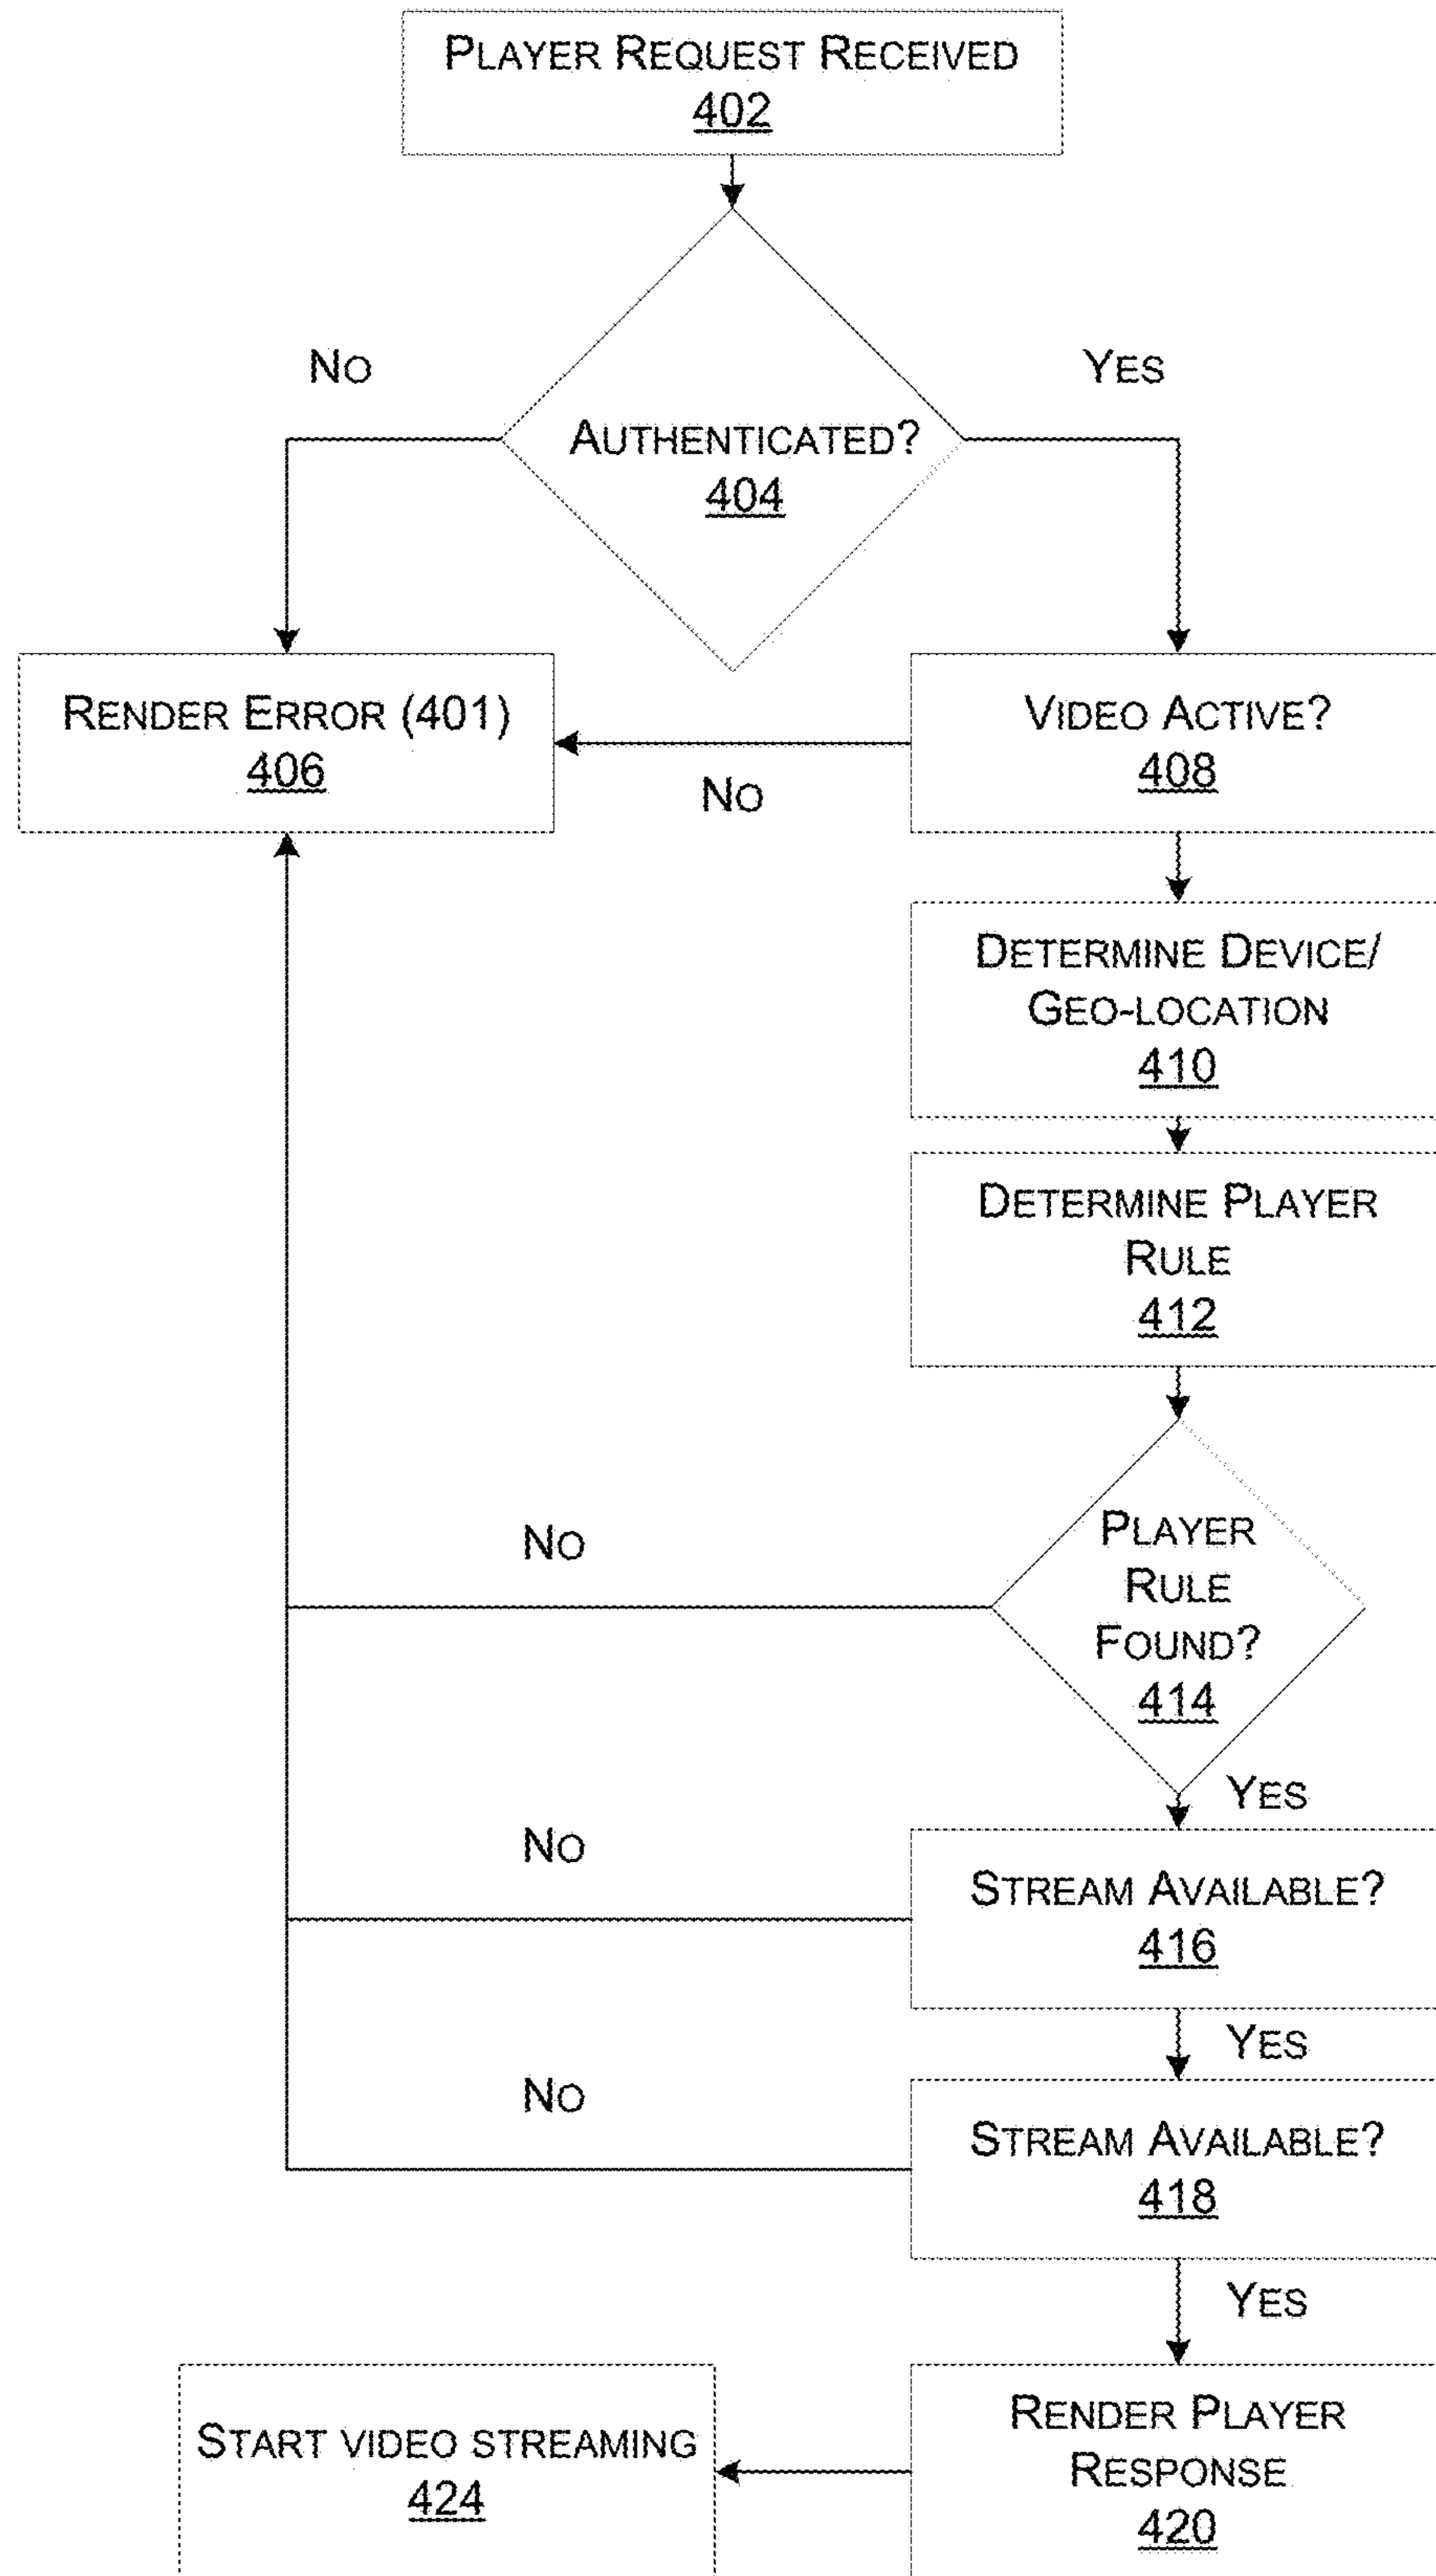 PLAYER REQUEST RECEIVED
402
NO
YES
AUTHENTICATED?
404
RENDER ERROR (401)
406
VIDEO ACTIVE?
408
NO
DETERMINE DEVICE/
GEO-LOCATION
410
DETERMINE PLAYER
RULE
412
PLAYER
RULE
FOUND?
414
NO
YES
STREAM AVAILABLE?
416
NO
YES
STREAM AVAILABLE?
418
NO
YES
RENDER PLAYER
RESPONSE
420
START VIDEO STREAMING
424